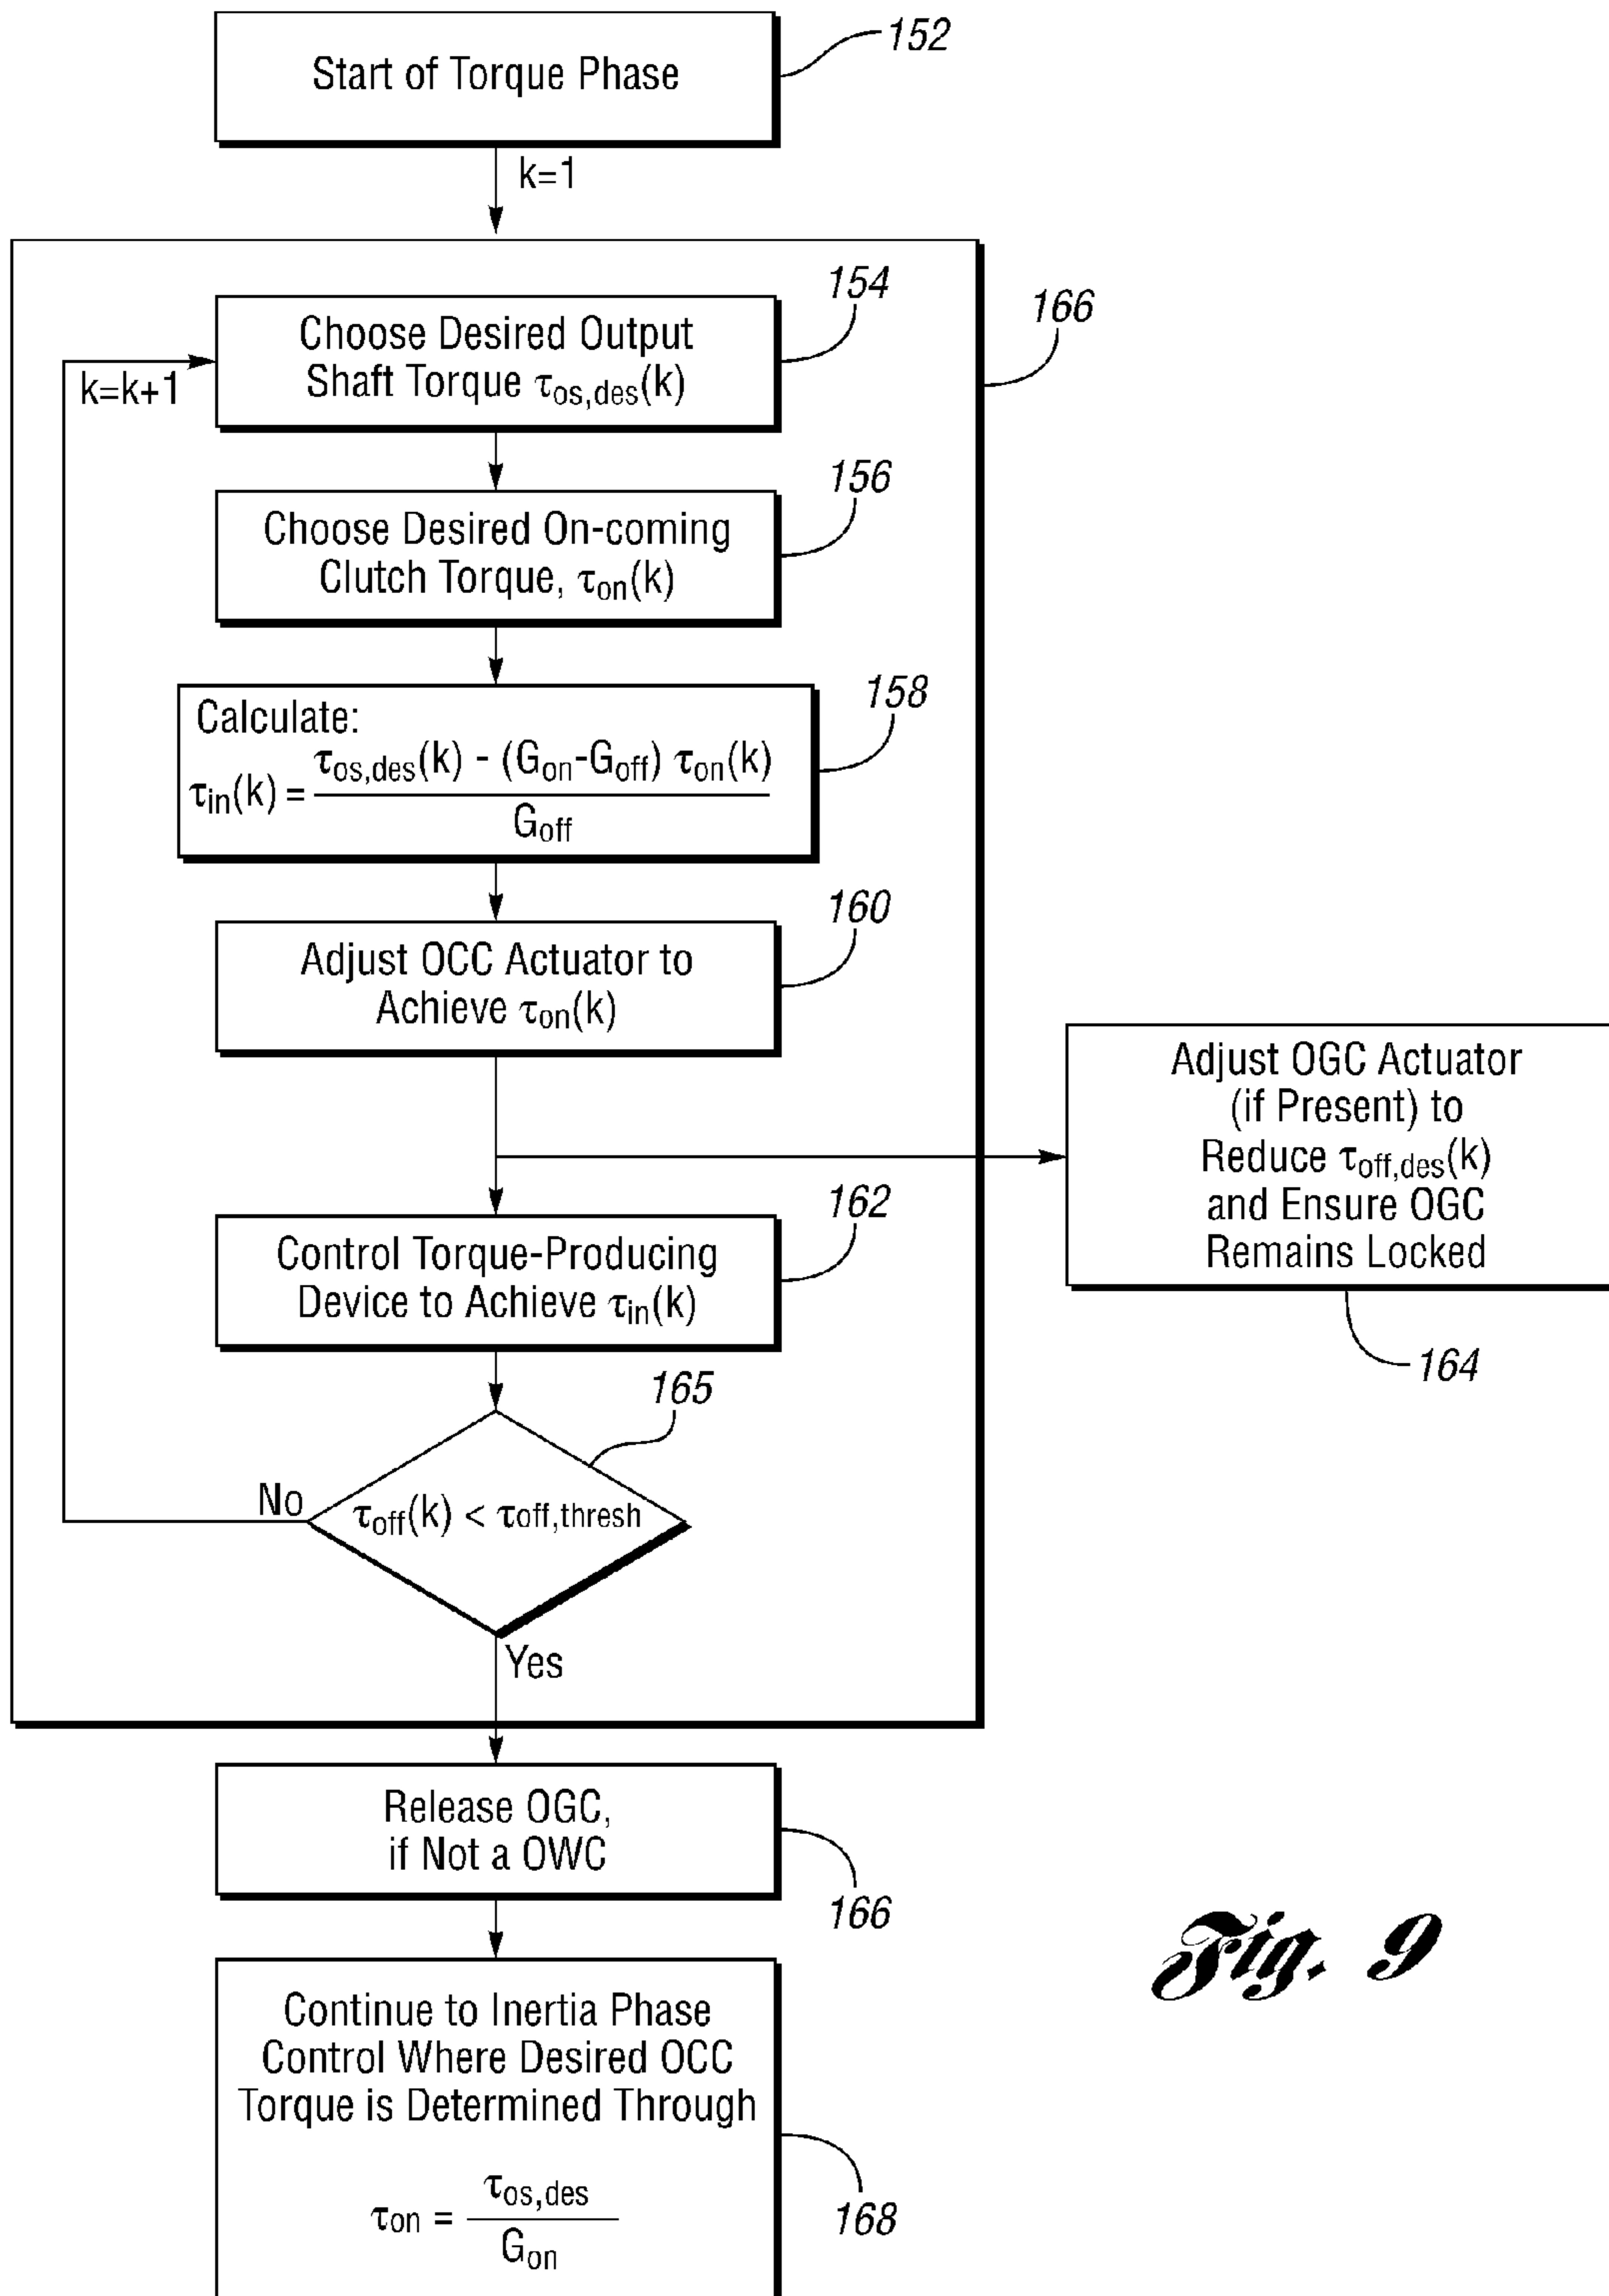 Start of Torque Phase
152
k=1
Choose Desired Output
Shaft Torque τos,des(k)
154
166
k=k+1
Choose Desired On-coming
Clutch Torque, τon(k)
156
Calculate:
τin(k) = τos,des(k) - (Gon-Goff) τon(k)
Goff
158
Adjust OCC Actuator to
Achieve τon(k)
160
Adjust OGC Actuator
(if Present) to
Reduce τoff,des(k)
and Ensure OGC
Remains Locked
164
Control Torque-Producing
Device to Achieve τin(k)
162
165
No
τoff(k) < τoff,thresh
Yes
Release OGC,
if Not a OWC
166
Continue to Inertia Phase
Control Where Desired OCC
Torque is Determined Through
τon = τos,des
Gon
168
Fig. 9